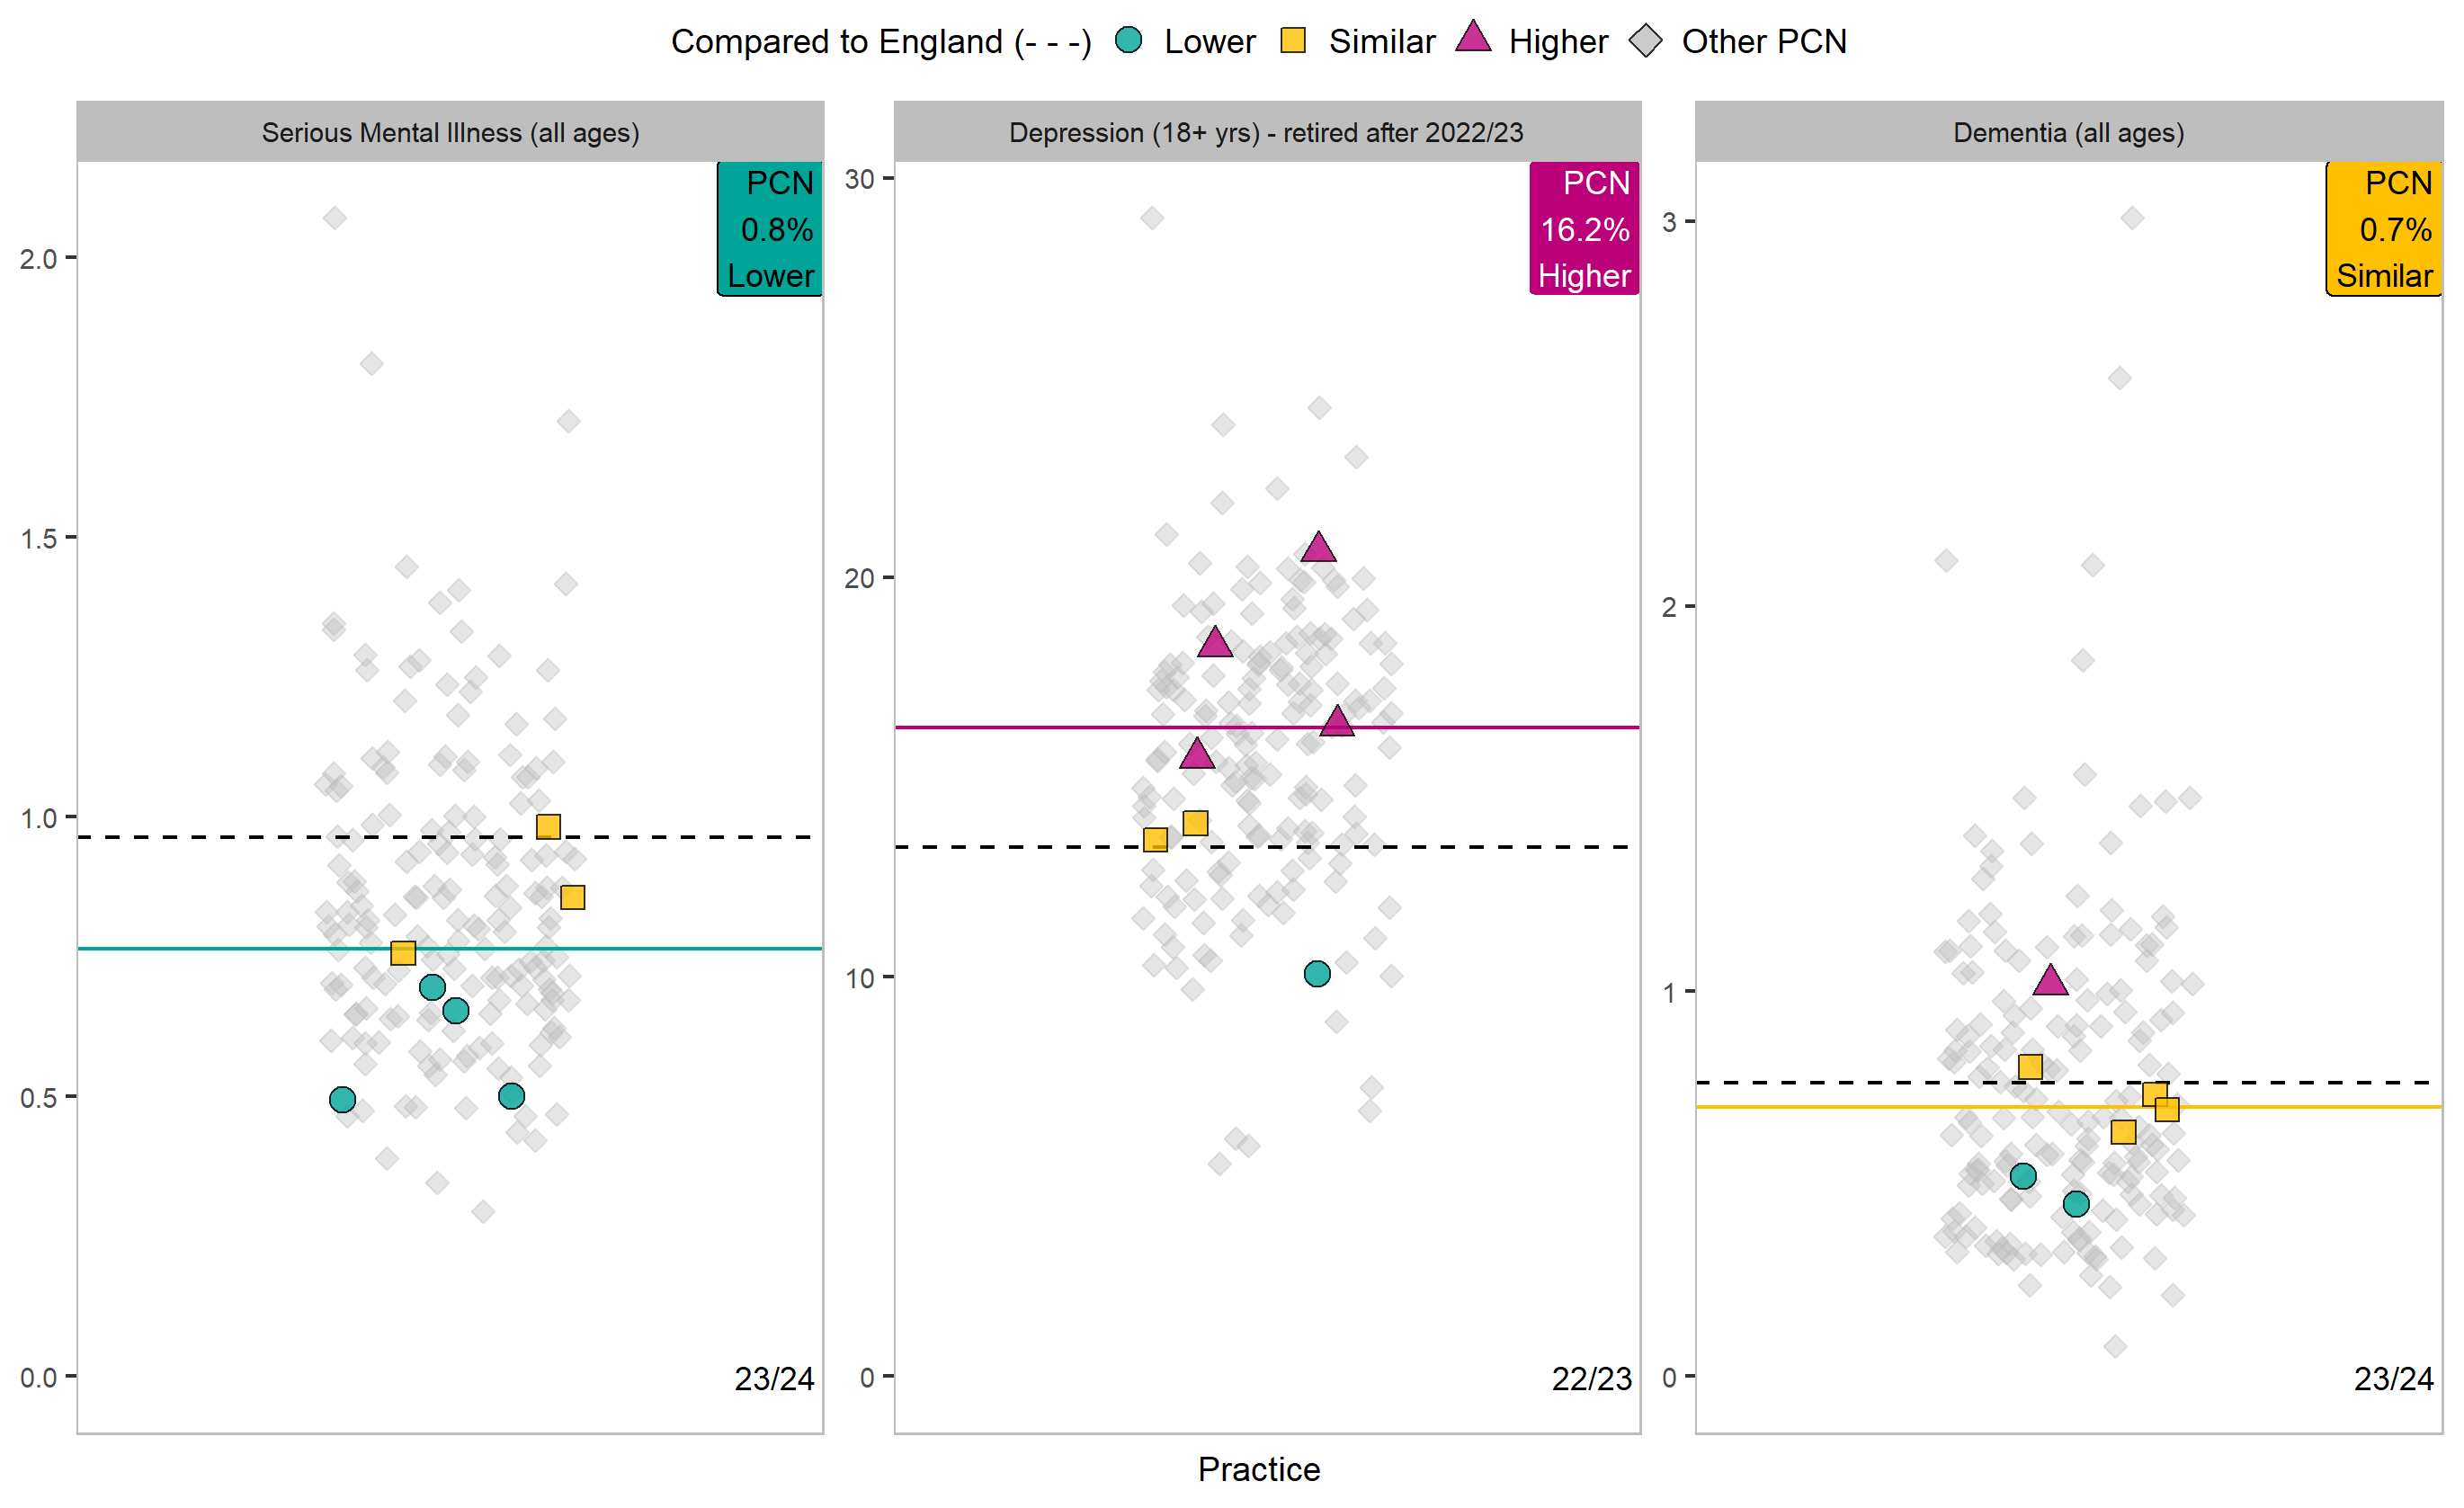 Compared to England (- - -) Lower Similar Higher Other PCN
Serious Mental Illness (all ages)
PCN
0.8%
Lower
2.0
1.5
1.0
0.5
0.0
23/24
Depression (18+ yrs) - retired after 2022/23
PCN
16.2%
Higher
30
20
10
0
22/23
Dementia (all ages)
PCN
0.7%
Similar
3
2
1
0
23/24
Practice